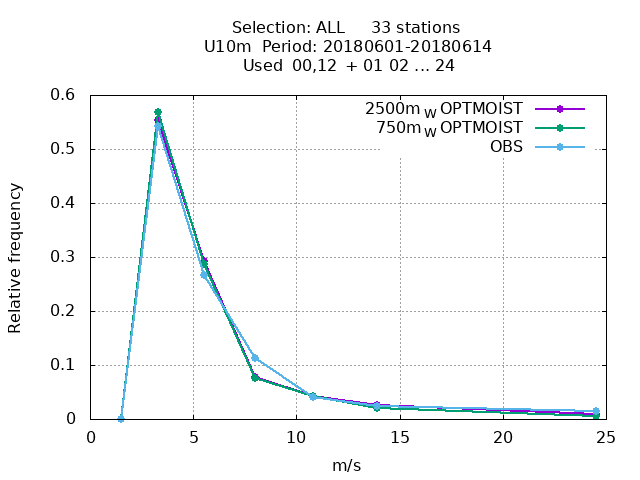 Selection: ALL 33 stations
U10m Period: 20180601-20180614
Used 00,12 + 01 02 ... 24
0.6
0.5
0.4
0.3
0.2
0.1
0
Relative frequency
2500m W OPTMOIST
750m W OPTMOIST
OBS
0 5 10 15 20 25
m/s